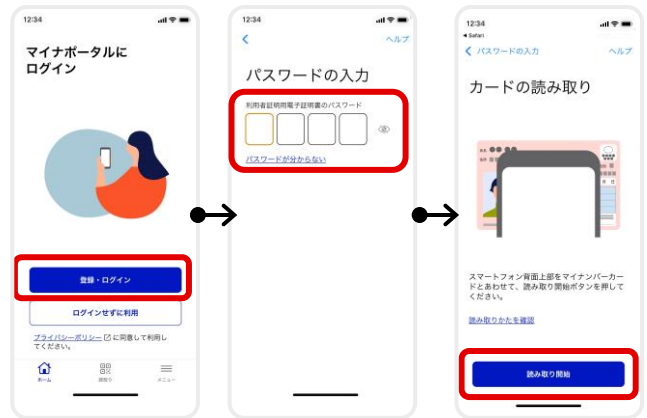 12:34
マイナポータルに
ログイン
登録・ログイン
ログインせずに利用
プライバシーポリシー に同意して利用し
てください。
ホーム
読取り
メニュー
12:34
ヘルプ
パスワードの入力
利用者証明用電子証明書のパスワード
パスワードが分からない
12:34
Safari
パスワードの入力
ヘルプ
カードの読み取り
スマートフォン背面上部をマイナンバーカー
ドとあわせて、読み取り開始ボタンを押して
ください。
読み取りかたを確認
読み取り開始